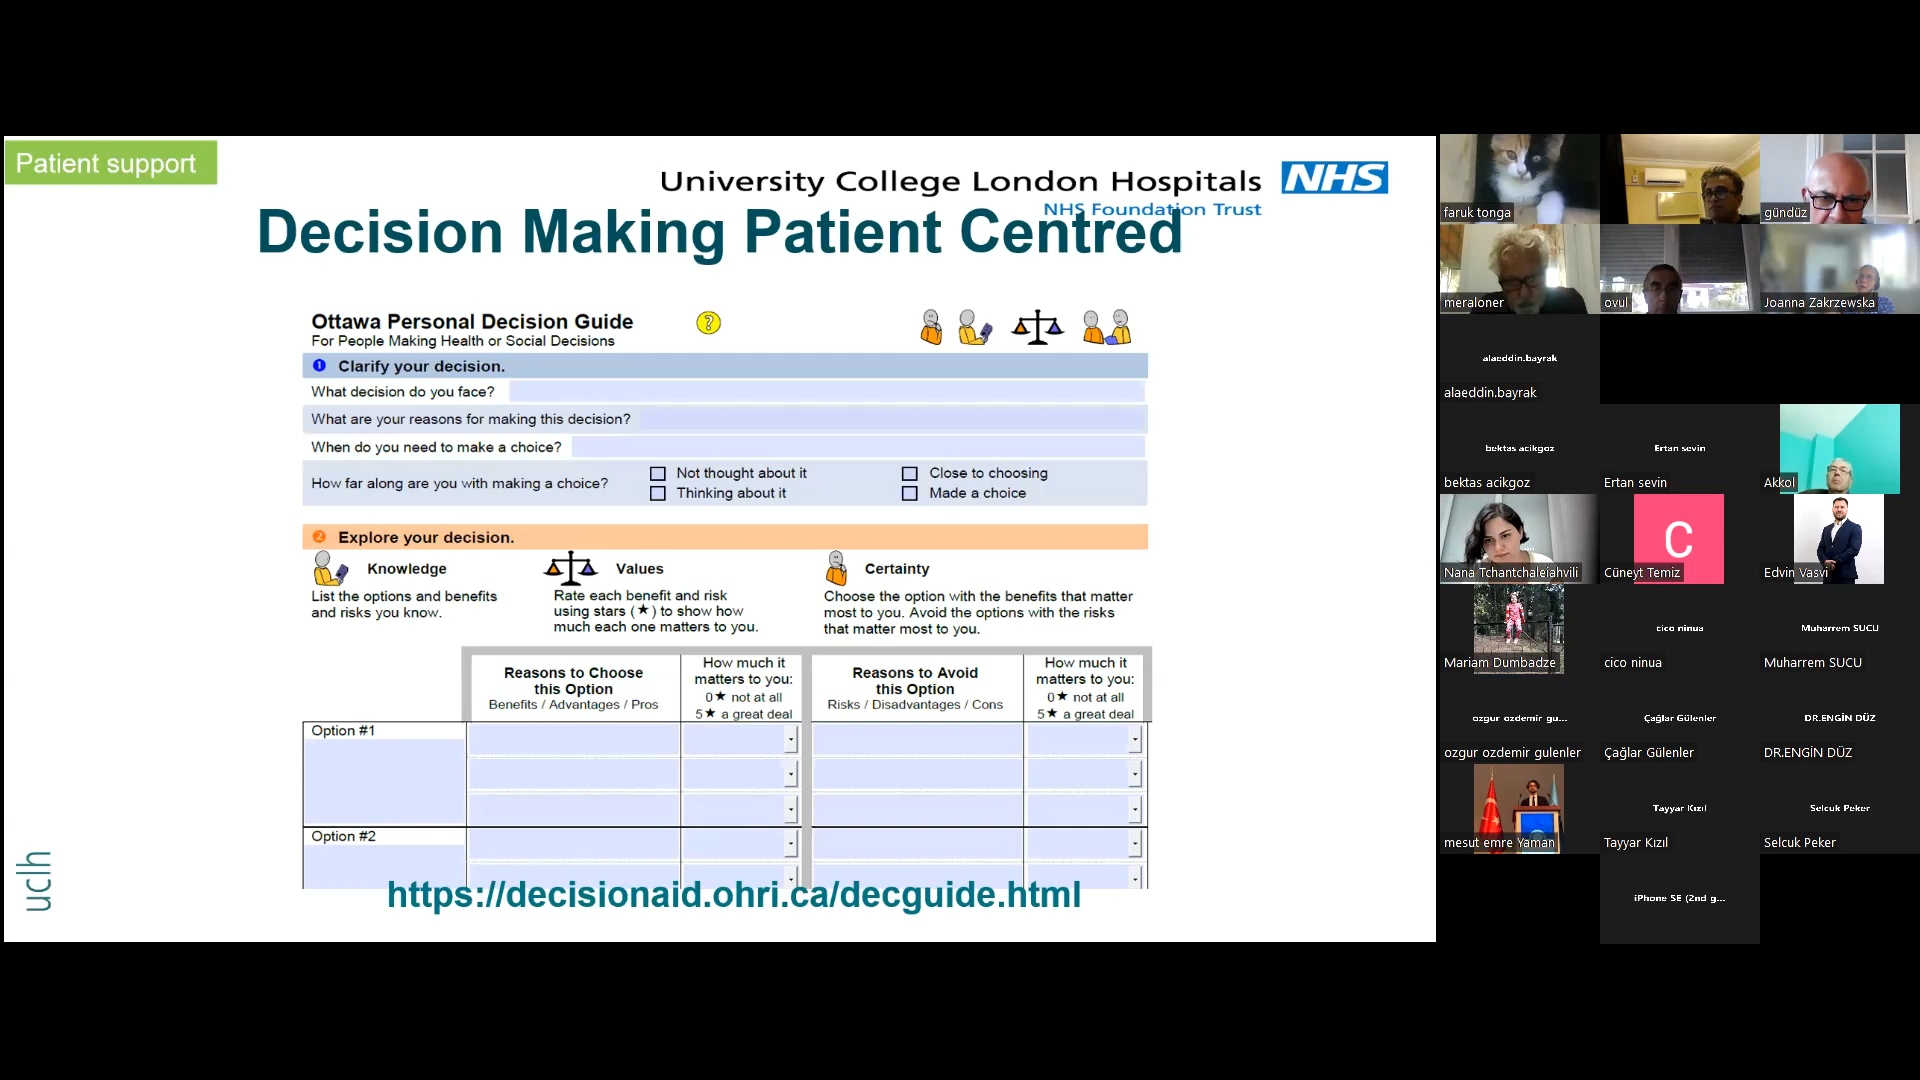 Patient support
University College London Hospitals NHS
NHS Foundation Trust
Decision Making Patient Centred
Ottawa Personal Decision Guide ?
For People Making Health or Social Decisions
1 Clarify your decision.
What decision do you face?
What are your reasons for making this decision?
When do you need to make a choice?
How far along are you with making a choice?
Not thought about it
Close to choosing
Thinking about it
Made a choice
2 Explore your decision.
Knowledge
List the options and benefits
and risks you know.
Values
Rate each benefit and risk
using stars (★) to show how
much each one matters to you.
Certainty
Choose the option with the benefits that matter
most to you. Avoid the options with the risks
that matter most to you.
Reasons to Choose
this Option
Benefits / Advantages / Pros
How much it
matters to you:
0★ not at all
5★ a great deal
Reasons to Avoid
this Option
Risks / Disadvantages / Cons
How much it
matters to you:
0★ not at all
5★ a great deal
Option #1
Option #2
https://decisionaid.ohri.ca/decguide.html
uclh
faruk tonga
gündüz
meraloner
ovul
Joanna Zakrzewska
alaeddin.bayrak
alaeddin.bayrak
bektas acikgoz
bektas acikgoz
Ertan sevin
Ertan sevin
Akkol
Nana Tchantchaleiahvili
C
Cüneyt Temiz
Edvin Vasvi
Mariam Dumbadze
cico ninua
cico ninua
Muharrem SUCU
Muharrem SUCU
ozgur ozdemir gu...
ozgur ozdemir gulenler
Çağlar Gülenler
Çağlar Gülenler
DR.ENGİN DÜZ
DR.ENGİN DÜZ
mesut emre Yaman
Tayyar Kızıl
Tayyar Kızıl
Selcuk Peker
Selcuk Peker
iPhone SE (2nd g...